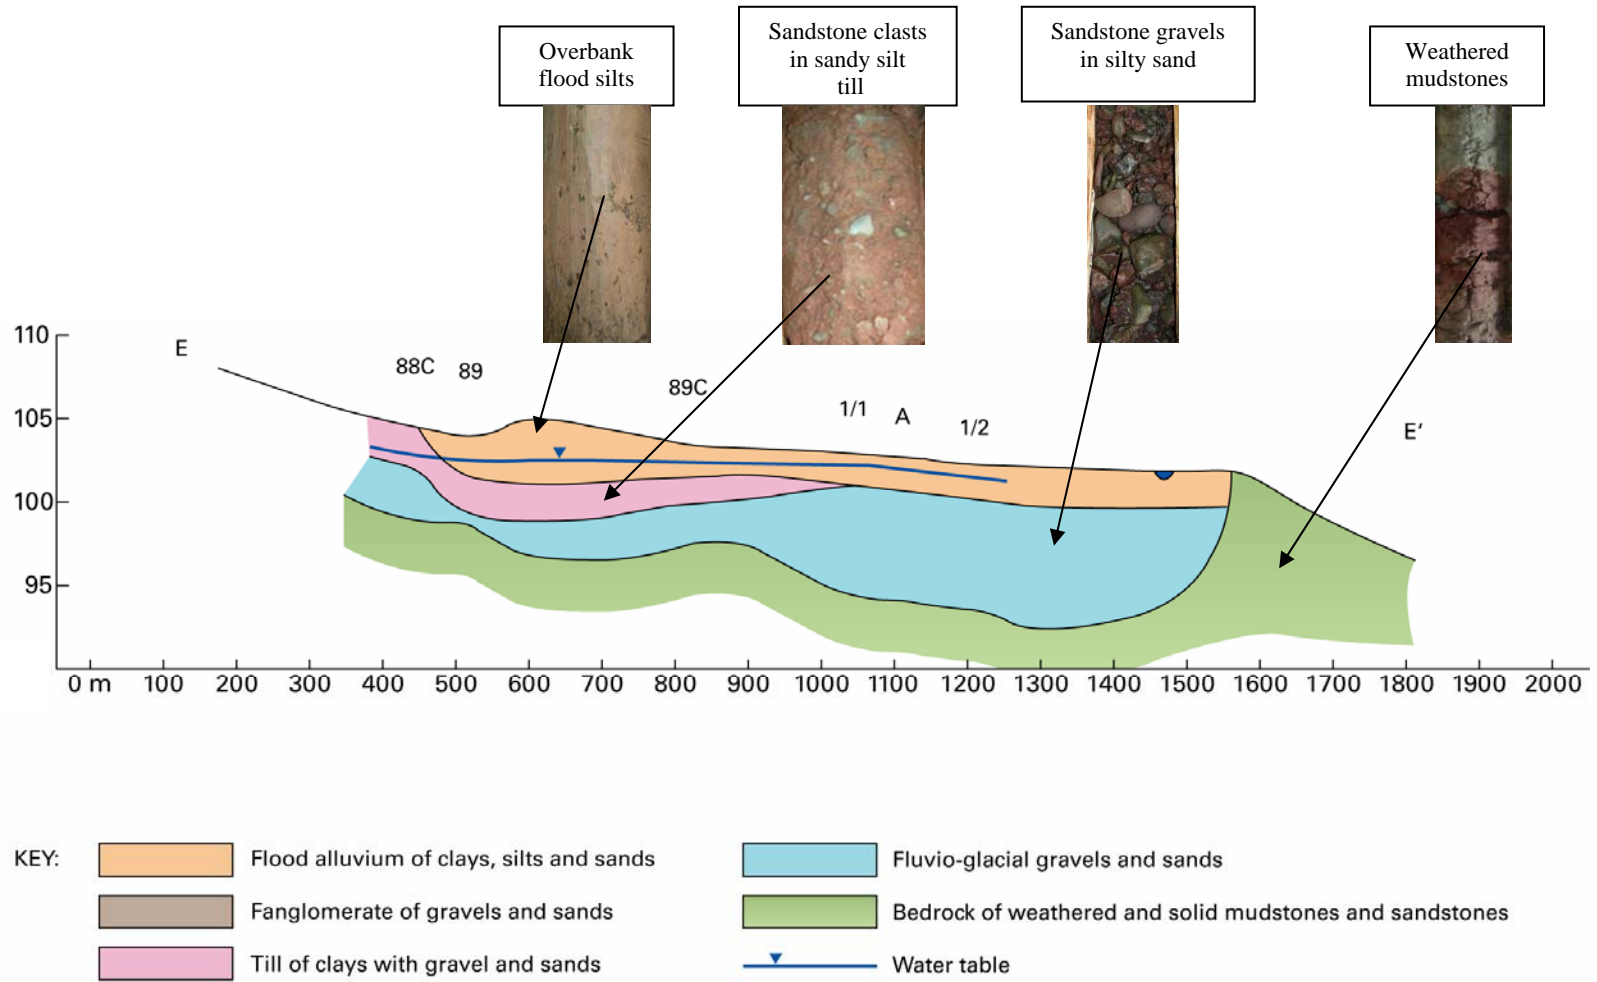 Overbank
flood silts
Sandstone clasts
in sandy silt
till
Sandstone gravels
in silty sand
Weathered
mudstones
110
105
100
95
E
88C
89
89C
1/1
A
1/2
E′
0 m 100 200 300 400 500 600 700 800 900 1000 1100 1200 1300 1400 1500 1600 1700 1800 1900 2000
KEY:
Flood alluvium of clays, silts and sands
Fanglomerate of gravels and sands
Till of clays with gravel and sands
Fluvio-glacial gravels and sands
Bedrock of weathered and solid mudstones and sandstones
Water table